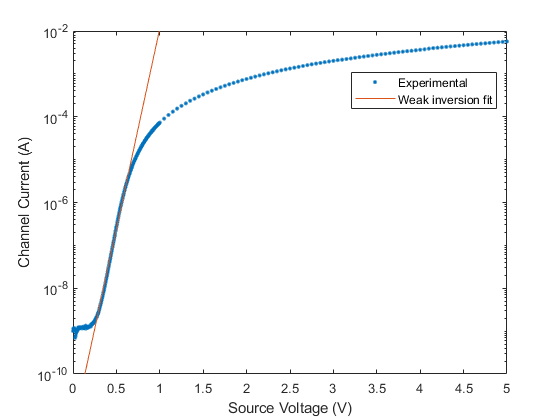 10^-2
10^-4
10^-6
10^-8
10^-10
Channel Current (A)
Experimental
Weak inversion fit
0 0.5 1 1.5 2 2.5 3 3.5 4 4.5 5
Source Voltage (V)